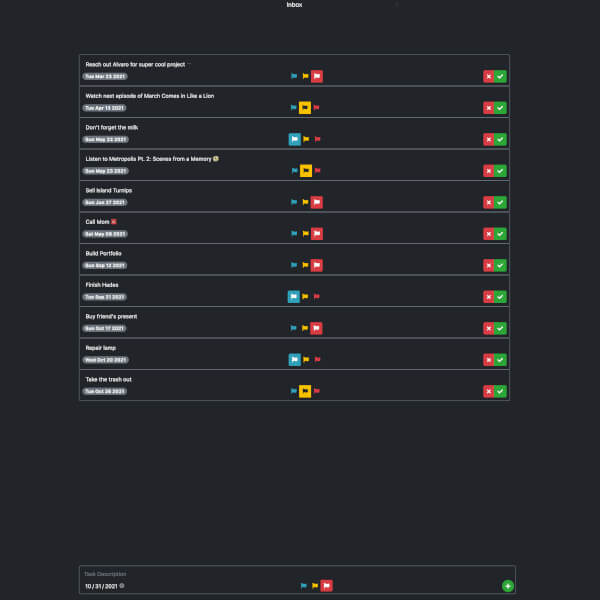 Inbox
Reach out Alvaro for super cool project
Tue Mar 23 2021
Watch next episode of March Comes in Like a Lion
Tue Apr 13 2021
Don't forget the milk
Sun May 23 2021
Listen to Metropolis Pt. 2: Scenes from a Memory
Sun May 23 2021
Sell Island Turnips
Sun Jun 27 2021
Call Mom
Sat May 08 2021
Build Portfolio
Sun Sep 12 2021
Finish Hades
Tue Sep 21 2021
Buy friend's present
Sun Oct 17 2021
Repair lamp
Wed Oct 20 2021
Take the trash out
Tue Oct 26 2021
Task Description
10/31/2021